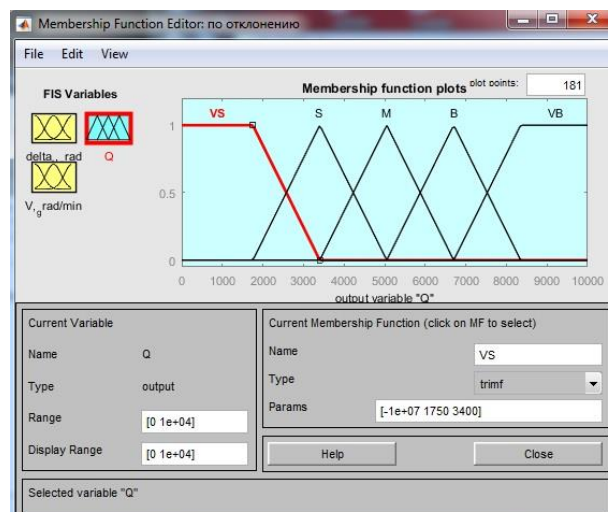 Membership Function Editor: по отклонению
File Edit View
FIS Variables
delta,, rad
Q
V,grad/min
Membership function plots
plot points:
181
VS S M B VB
1
0.5
0
0 1000 2000 3000 4000 5000 6000 7000 8000 9000 10000
output variable "Q"
Current Variable
Name Q
Type output
Range [0 1e+04]
Display Range [0 1e+04]
Current Membership Function (click on MF to select)
Name VS
Type trimf
Params [-1e+07 1750 3400]
Help Close
Selected variable "Q"